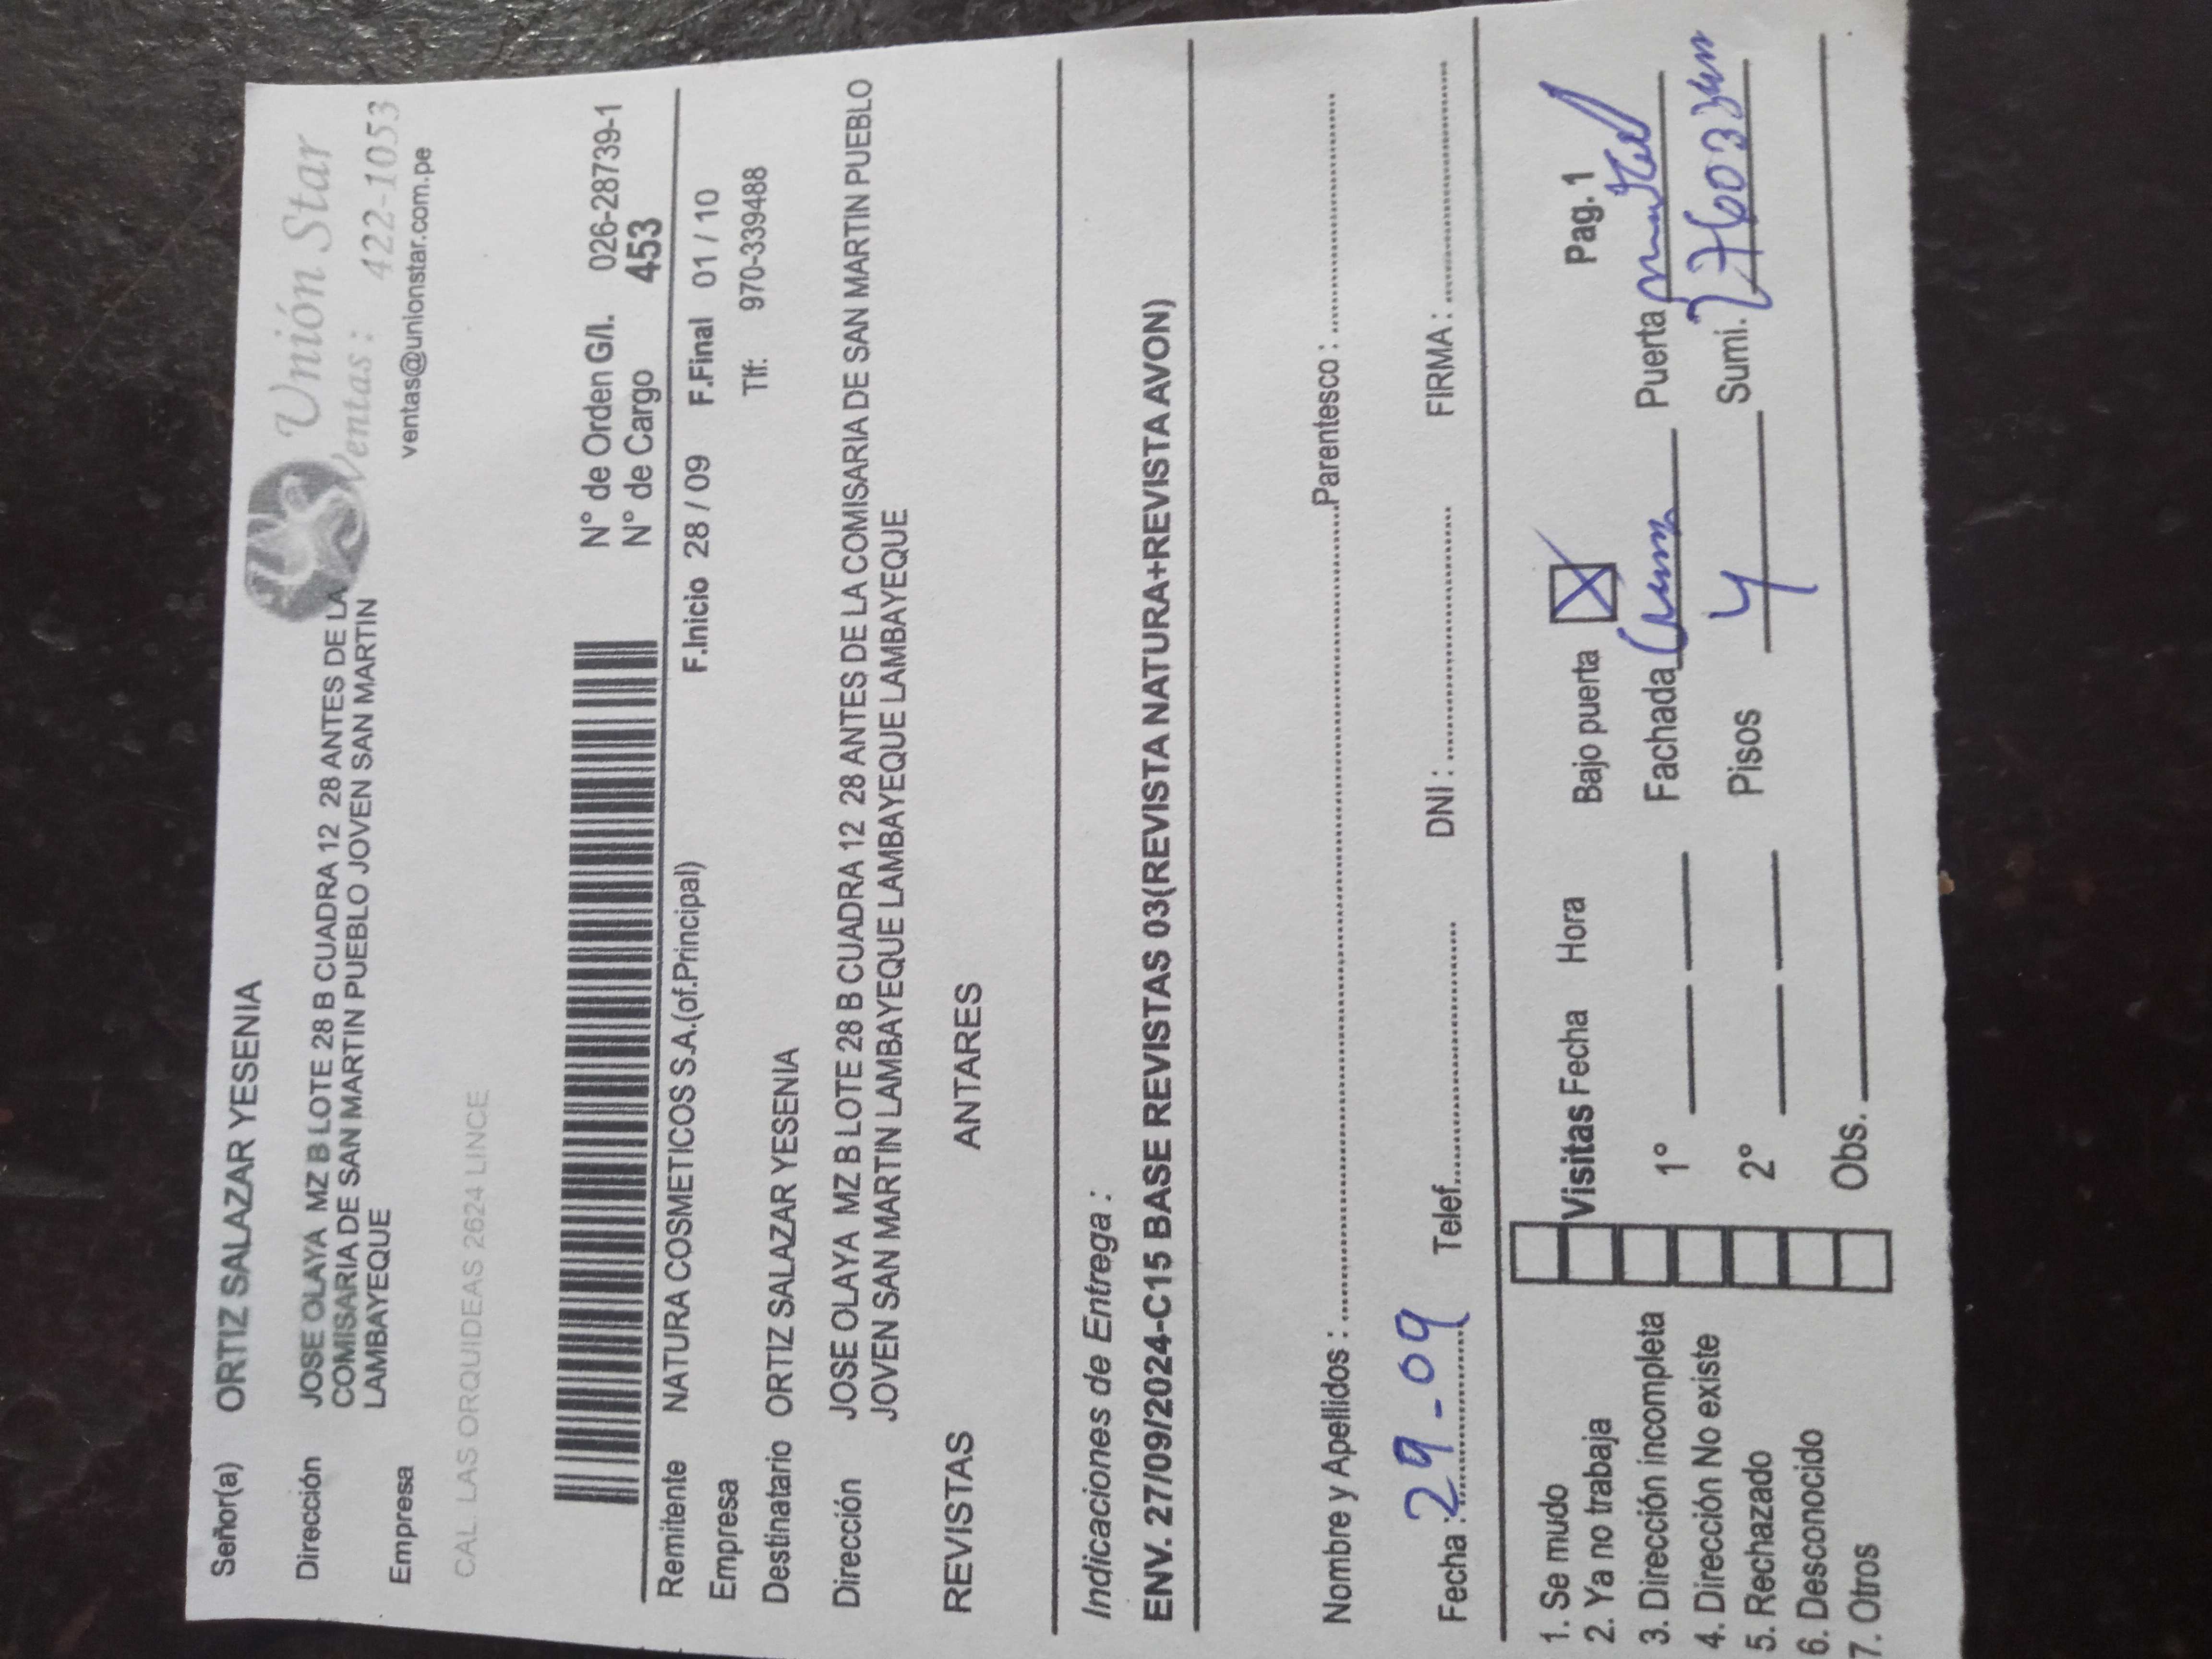 Señor(a) ORTIZ SALAZAR YESENIA
Unión Star
Ventas : 422-1053
ventas@unionstar.com.pe
Dirección JOSE OLAYA MZ B LOTE 28 B CUADRA 12 28 ANTES DE LA
COMISARIA DE SAN MARTIN PUEBLO JOVEN SAN MARTIN
LAMBAYEQUE
Empresa
CAL. LAS ORQUIDEAS 2624 LINCE
N° de Orden G/I. 026-28739-1
N° de Cargo 453
Remitente NATURA COSMETICOS S.A.(of.Principal) F.Inicio 28 / 09 F.Final 01 / 10
Empresa Tlf: 970-339488
Destinatario ORTIZ SALAZAR YESENIA
Dirección JOSE OLAYA MZ B LOTE 28 B CUADRA 12 28 ANTES DE LA COMISARIA DE SAN MARTIN PUEBLO
JOVEN SAN MARTIN LAMBAYEQUE LAMBAYEQUE LAMBAYEQUE
REVISTAS ANTARES
Indicaciones de Entrega :
ENV. 27/09/2024-C15 BASE REVISTAS 03(REVISTA NATURA+REVISTA AVON)
Nombre y Apellidos : Parentesco :
Fecha : 29-09 Telef. DNI : FIRMA :
1. Se mudo
2. Ya no trabaja
3. Dirección incompleta
4. Dirección No existe
5. Rechazado
6. Desconocido
7. Otros
Visitas Fecha Hora
1°
2°
Obs.
Bajo puerta Pag. 1
Fachada Puerta
Pisos 4 Sumi.